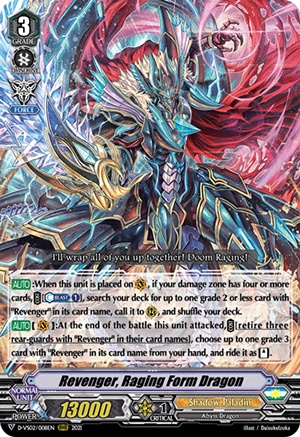 3
GRADE
FORCE
I'll wrap all of you up together! Doom Raging!
AUTO:When this unit is placed on , if your damage zone has four or more
cards, [C BLAST 1], search your deck for up to one grade 2 or less card with
"Revenger" in its card name, call it to , and shuffle your deck.
AUTO [ ]:At the end of the battle this unit attacked, [retire three
rear-guards with "Revenger" in their card names], choose up to one grade 3
card with "Revenger" in its card name from your hand, and ride it as .
NORMAL UNIT
Revenger, Raging Form Dragon
POWER 13000 1 CRITICAL
Shadow Paladin
Abyss Dragon
D-VS02/008EN RRR 2021
Illust / Daisukelzuka